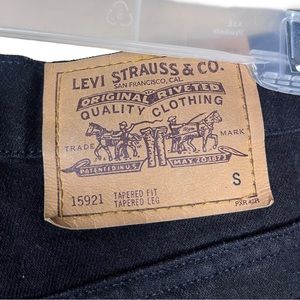 LEVI STRAUSS & CO.
SAN FRANCISCO, CAL.
ORIGINAL RIVETED
QUALITY CLOTHING
TRADE MARK
PATENTED IN U.S. MAY 20 1873
S
15921 TAPERED FIT
TAPERED LEG